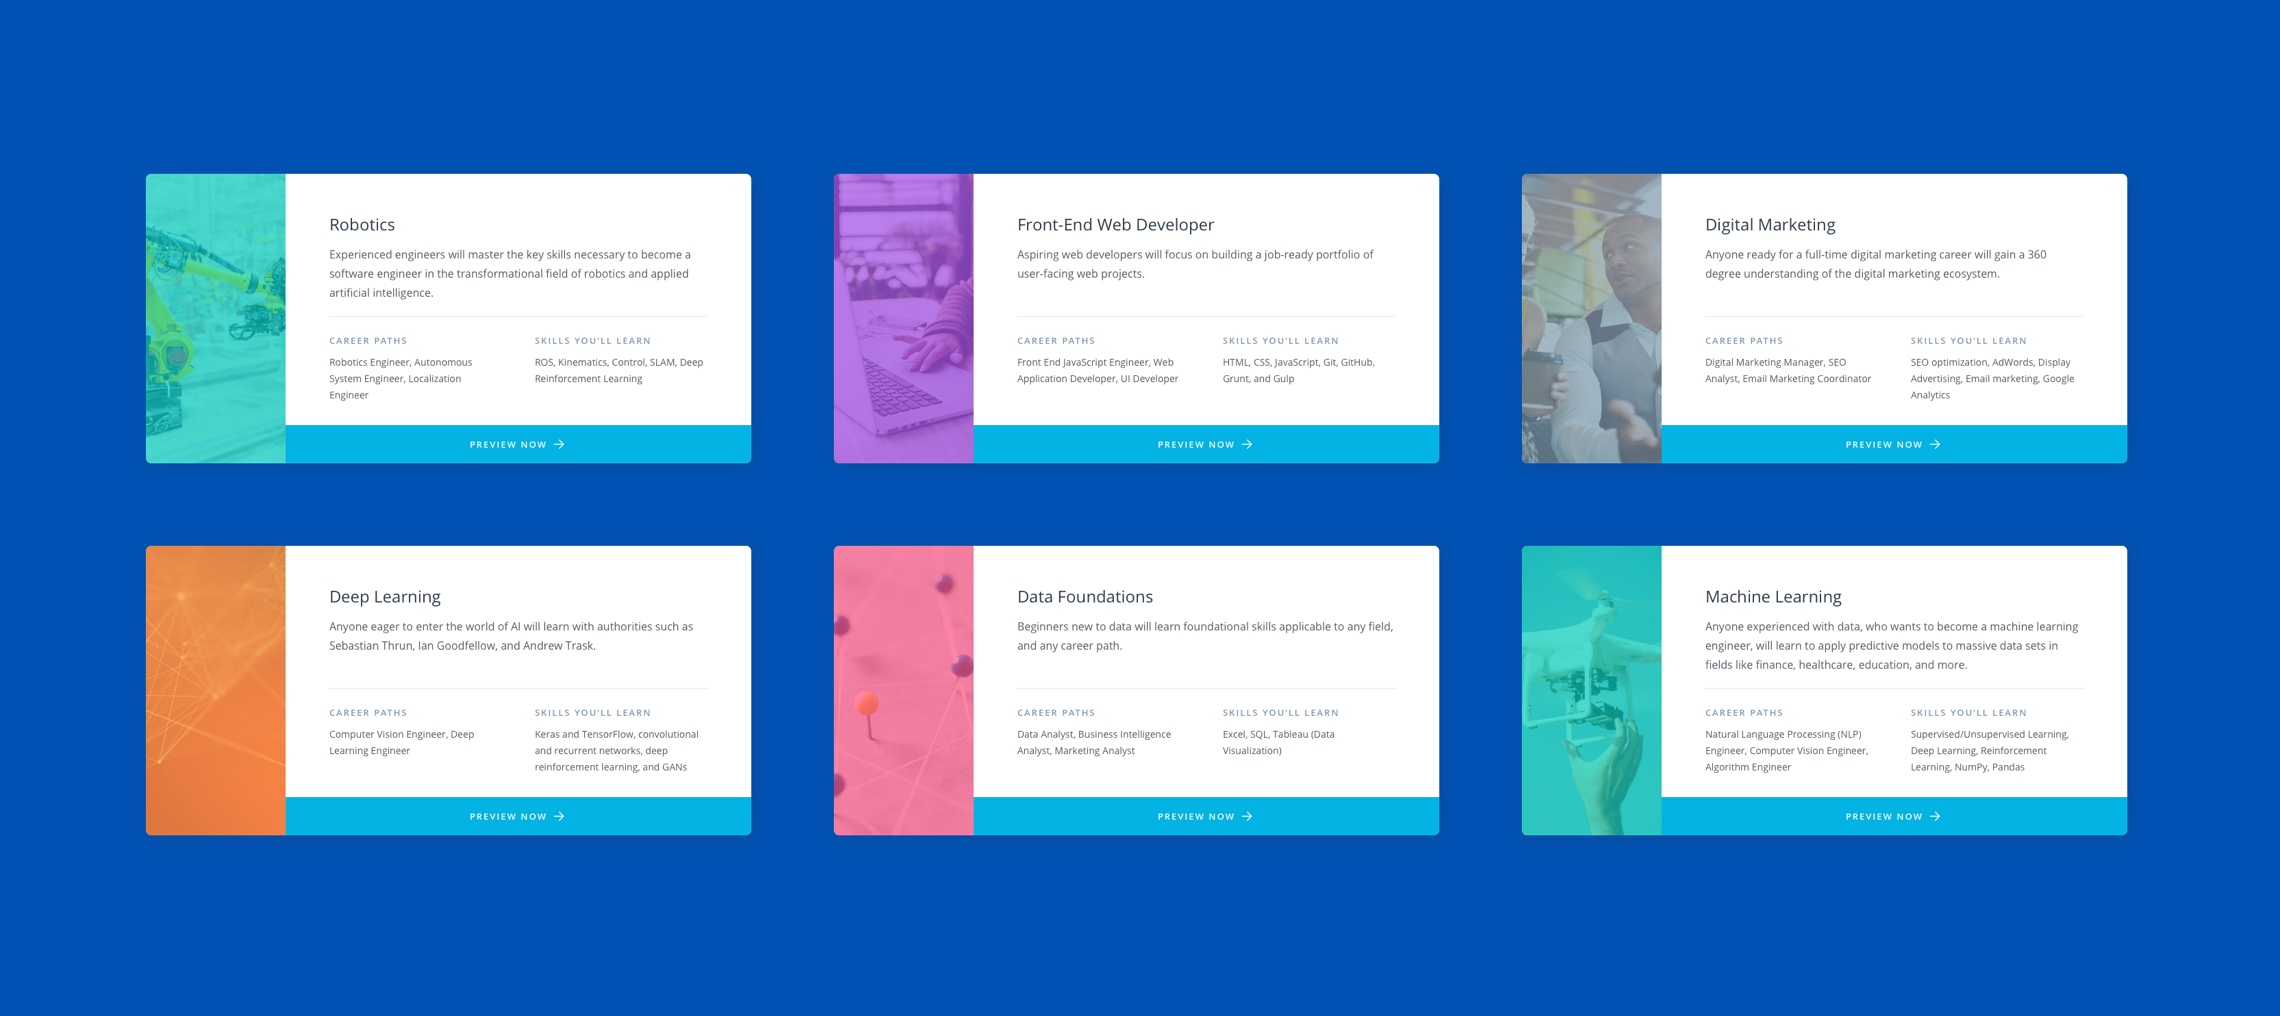 Robotics
Experienced engineers will master the key skills necessary to become a
software engineer in the transformational field of robotics and applied
artificial intelligence.
CAREER PATHS
Robotics Engineer, Autonomous
System Engineer, Localization
Engineer
SKILLS YOU'LL LEARN
ROS, Kinematics, Control, SLAM, Deep
Reinforcement Learning
PREVIEW NOW →
Front-End Web Developer
Aspiring web developers will focus on building a job-ready portfolio of
user-facing web projects.
CAREER PATHS
Front End JavaScript Engineer, Web
Application Developer, UI Developer
SKILLS YOU'LL LEARN
HTML, CSS, JavaScript, Git, GitHub,
Grunt, and Gulp
PREVIEW NOW →
Digital Marketing
Anyone ready for a full-time digital marketing career will gain a 360
degree understanding of the digital marketing ecosystem.
CAREER PATHS
Digital Marketing Manager, SEO
Analyst, Email Marketing Coordinator
SKILLS YOU'LL LEARN
SEO optimization, AdWords, Display
Advertising, Email marketing, Google
Analytics
PREVIEW NOW →
Deep Learning
Anyone eager to enter the world of AI will learn with authorities such as
Sebastian Thrun, Ian Goodfellow, and Andrew Trask.
CAREER PATHS
Computer Vision Engineer, Deep
Learning Engineer
SKILLS YOU'LL LEARN
Keras and TensorFlow, convolutional
and recurrent networks, deep
reinforcement learning, and GANs
PREVIEW NOW →
Data Foundations
Beginners new to data will learn foundational skills applicable to any field,
and any career path.
CAREER PATHS
Data Analyst, Business Intelligence
Analyst, Marketing Analyst
SKILLS YOU'LL LEARN
Excel, SQL, Tableau (Data
Visualization)
PREVIEW NOW →
Machine Learning
Anyone experienced with data, who wants to become a machine learning
engineer, will learn to apply predictive models to massive data sets in
fields like finance, healthcare, education, and more.
CAREER PATHS
Natural Language Processing (NLP)
Engineer, Computer Vision Engineer,
Algorithm Engineer
SKILLS YOU'LL LEARN
Supervised/Unsupervised Learning,
Deep Learning, Reinforcement
Learning, NumPy, Pandas
PREVIEW NOW →